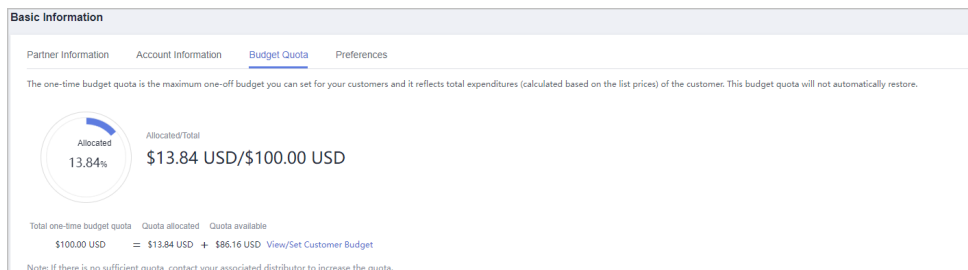 Basic Information
Partner Information Account Information Budget Quota Preferences
The one-time budget quota is the maximum one-off budget you can set for your customers and it reflects total expenditures (calculated based on the list prices) of the customer. This budget quota will not automatically restore.
Allocated
13.84%
Allocated/Total
$13.84 USD/$100.00 USD
Total one-time budget quota Quota allocated Quota available
$100.00 USD = $13.84 USD + $86.16 USD View/Set Customer Budget
Note: If there is no sufficient quota, contact your associated distributor to increase the quota.